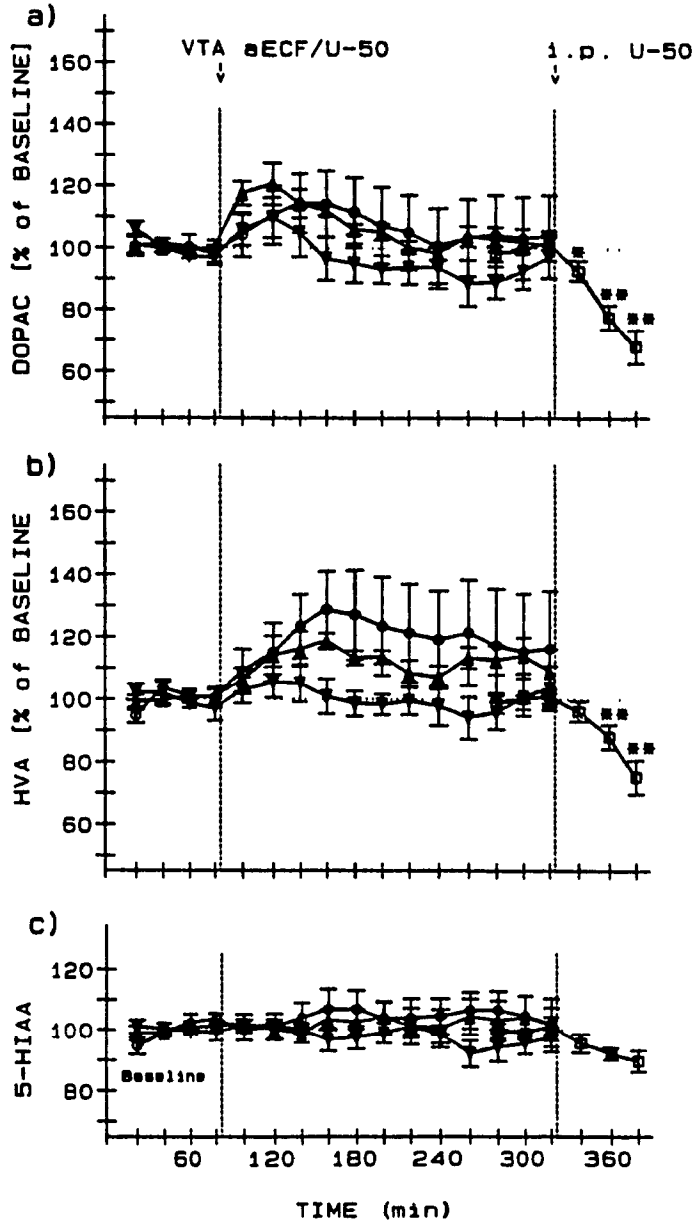 a)
VTA aECF/U-50
i.p. U-50
DOPAC [% of BASELINE]
160
140
120
100
80
60
*
**
**
b)
HVA [% of BASELINE
160
140
120
100
80
60
**
**
c)
5-HIAA
120
100
80
Baseline
60 120 180 240 300 360
TIME (min)